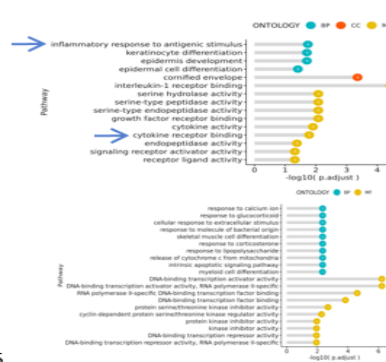 ONTOLOGY BP CC
inflammatory response to antigenic stimulus
keratinocyte differentiation
epidermis development
epidermal cell differentiation
cornified envelope
interleukin-1 receptor binding
serine hydrolase activity
serine-type peptidase activity
serine-type endopeptidase activity
growth factor receptor binding
cytokine activity
cytokine receptor binding
endopeptidase activity
signaling receptor activator activity
receptor ligand activity
Pathway
0 1 2 3 4
-log10( p.adjust )
ONTOLOGY BP MF
response to calcium ion
response to glucocorticoid
cellular response to extracellular stimulus
response to molecule of bacterial origin
skeletal muscle cell differentiation
response to corticosterone
response to lipopolysaccharide
release of cytochrome c from mitochondria
intrinsic apoptotic signaling pathway
myeloid cell differentiation
DNA-binding transcription activator activity
DNA-binding transcription activator activity, RNA polymerase II-specific
RNA polymerase II-specific DNA-binding transcription factor binding
DNA-binding transcription factor binding
protein serine/threonine kinase inhibitor activity
cyclin-dependent protein serine/threonine kinase regulator activity
protein kinase inhibitor activity
kinase inhibitor activity
DNA-binding transcription repressor activity
DNA-binding transcription repressor activity, RNA polymerase II-specific
Pathway
0 2 4 6
-log10( p.adjust )